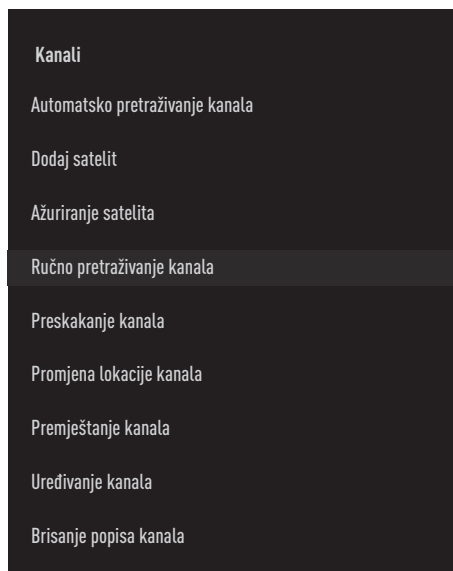 Kanali
Automatsko pretraživanje kanala
Dodaj satelit
Ažuriranje satelita
Ručno pretraživanje kanala
Preskakanje kanala
Promjena lokacije kanala
Premještanje kanala
Uređivanje kanala
Brisanje popisa kanala